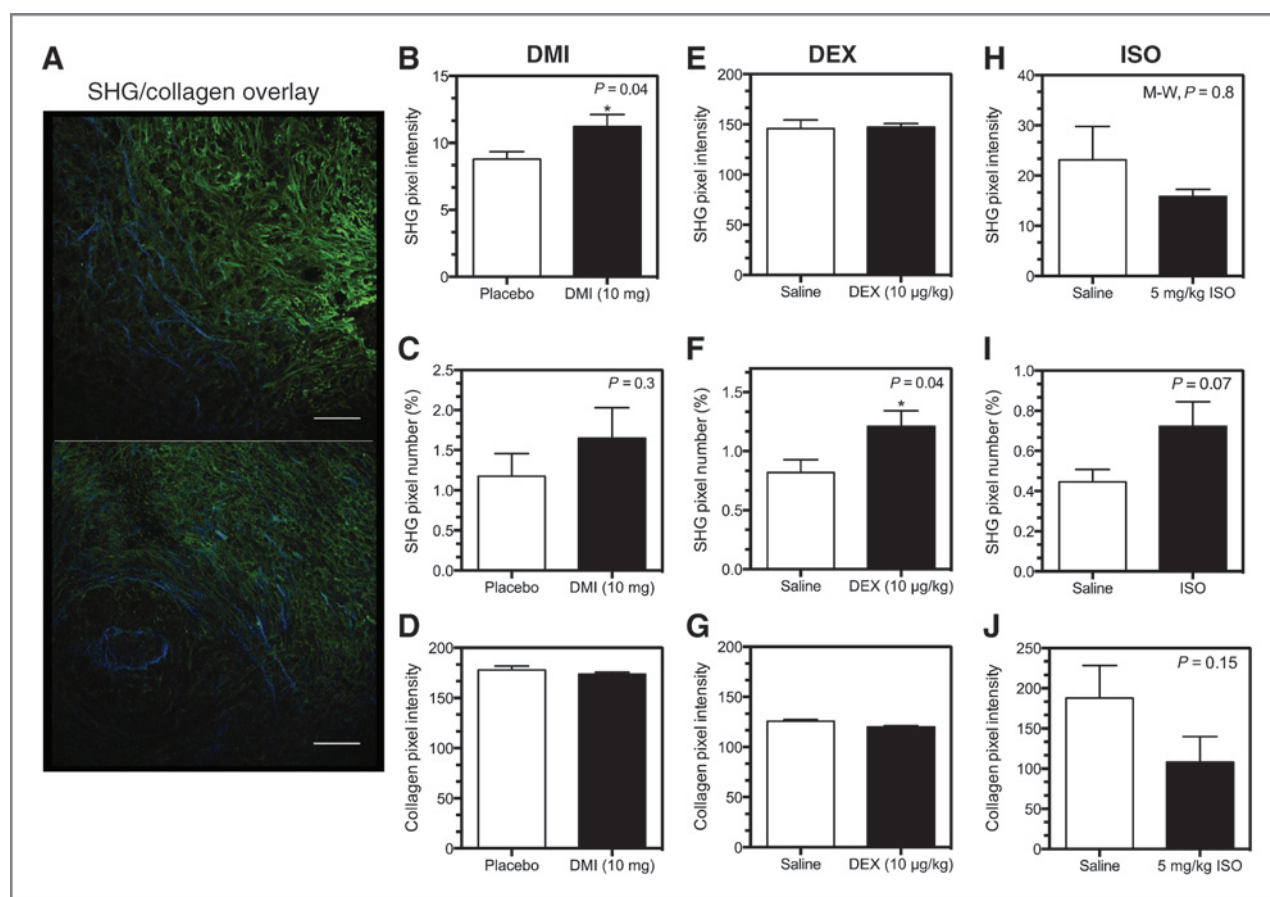 A
SHG/collagen overlay
B
DMI
P = 0.04
*
SHG pixel intensity
15
10
5
0
Placebo
DMI (10 mg)
C
P = 0.3
SHG pixel number (%)
2.5
2.0
1.5
1.0
0.5
0.0
Placebo
DMI (10 mg)
D
Collagen pixel intensity
200
150
100
50
0
Placebo
DMI (10 mg)
E
DEX
SHG pixel intensity
200
150
100
50
0
Saline
DEX (10 µg/kg)
F
P = 0.04
*
SHG pixel number (%)
1.5
1.0
0.5
0.0
Saline
DEX (10 µg/kg)
G
Collagen pixel intensity
200
150
100
50
0
Saline
DEX (10 µg/kg)
H
ISO
M-W, P = 0.8
SHG pixel intensity
40
30
20
10
0
Saline
5 mg/kg ISO
I
P = 0.07
SHG pixel number (%)
1.0
0.8
0.6
0.4
0.2
0.0
Saline
ISO
J
P = 0.15
Collagen pixel intensity
250
200
150
100
50
0
Saline
5 mg/kg ISO